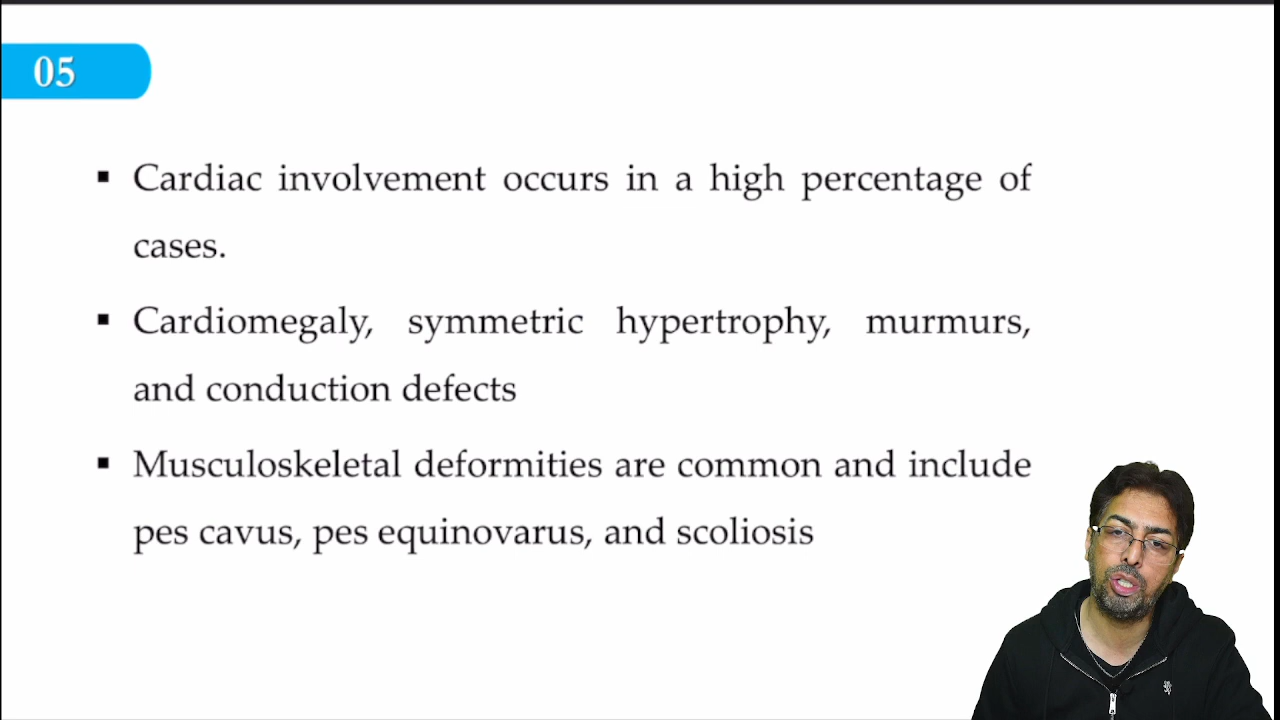 05
▪ Cardiac involvement occurs in a high percentage of
cases.
▪ Cardiomegaly, symmetric hypertrophy, murmurs,
and conduction defects
▪ Musculoskeletal deformities are common and include
pes cavus, pes equinovarus, and scoliosis